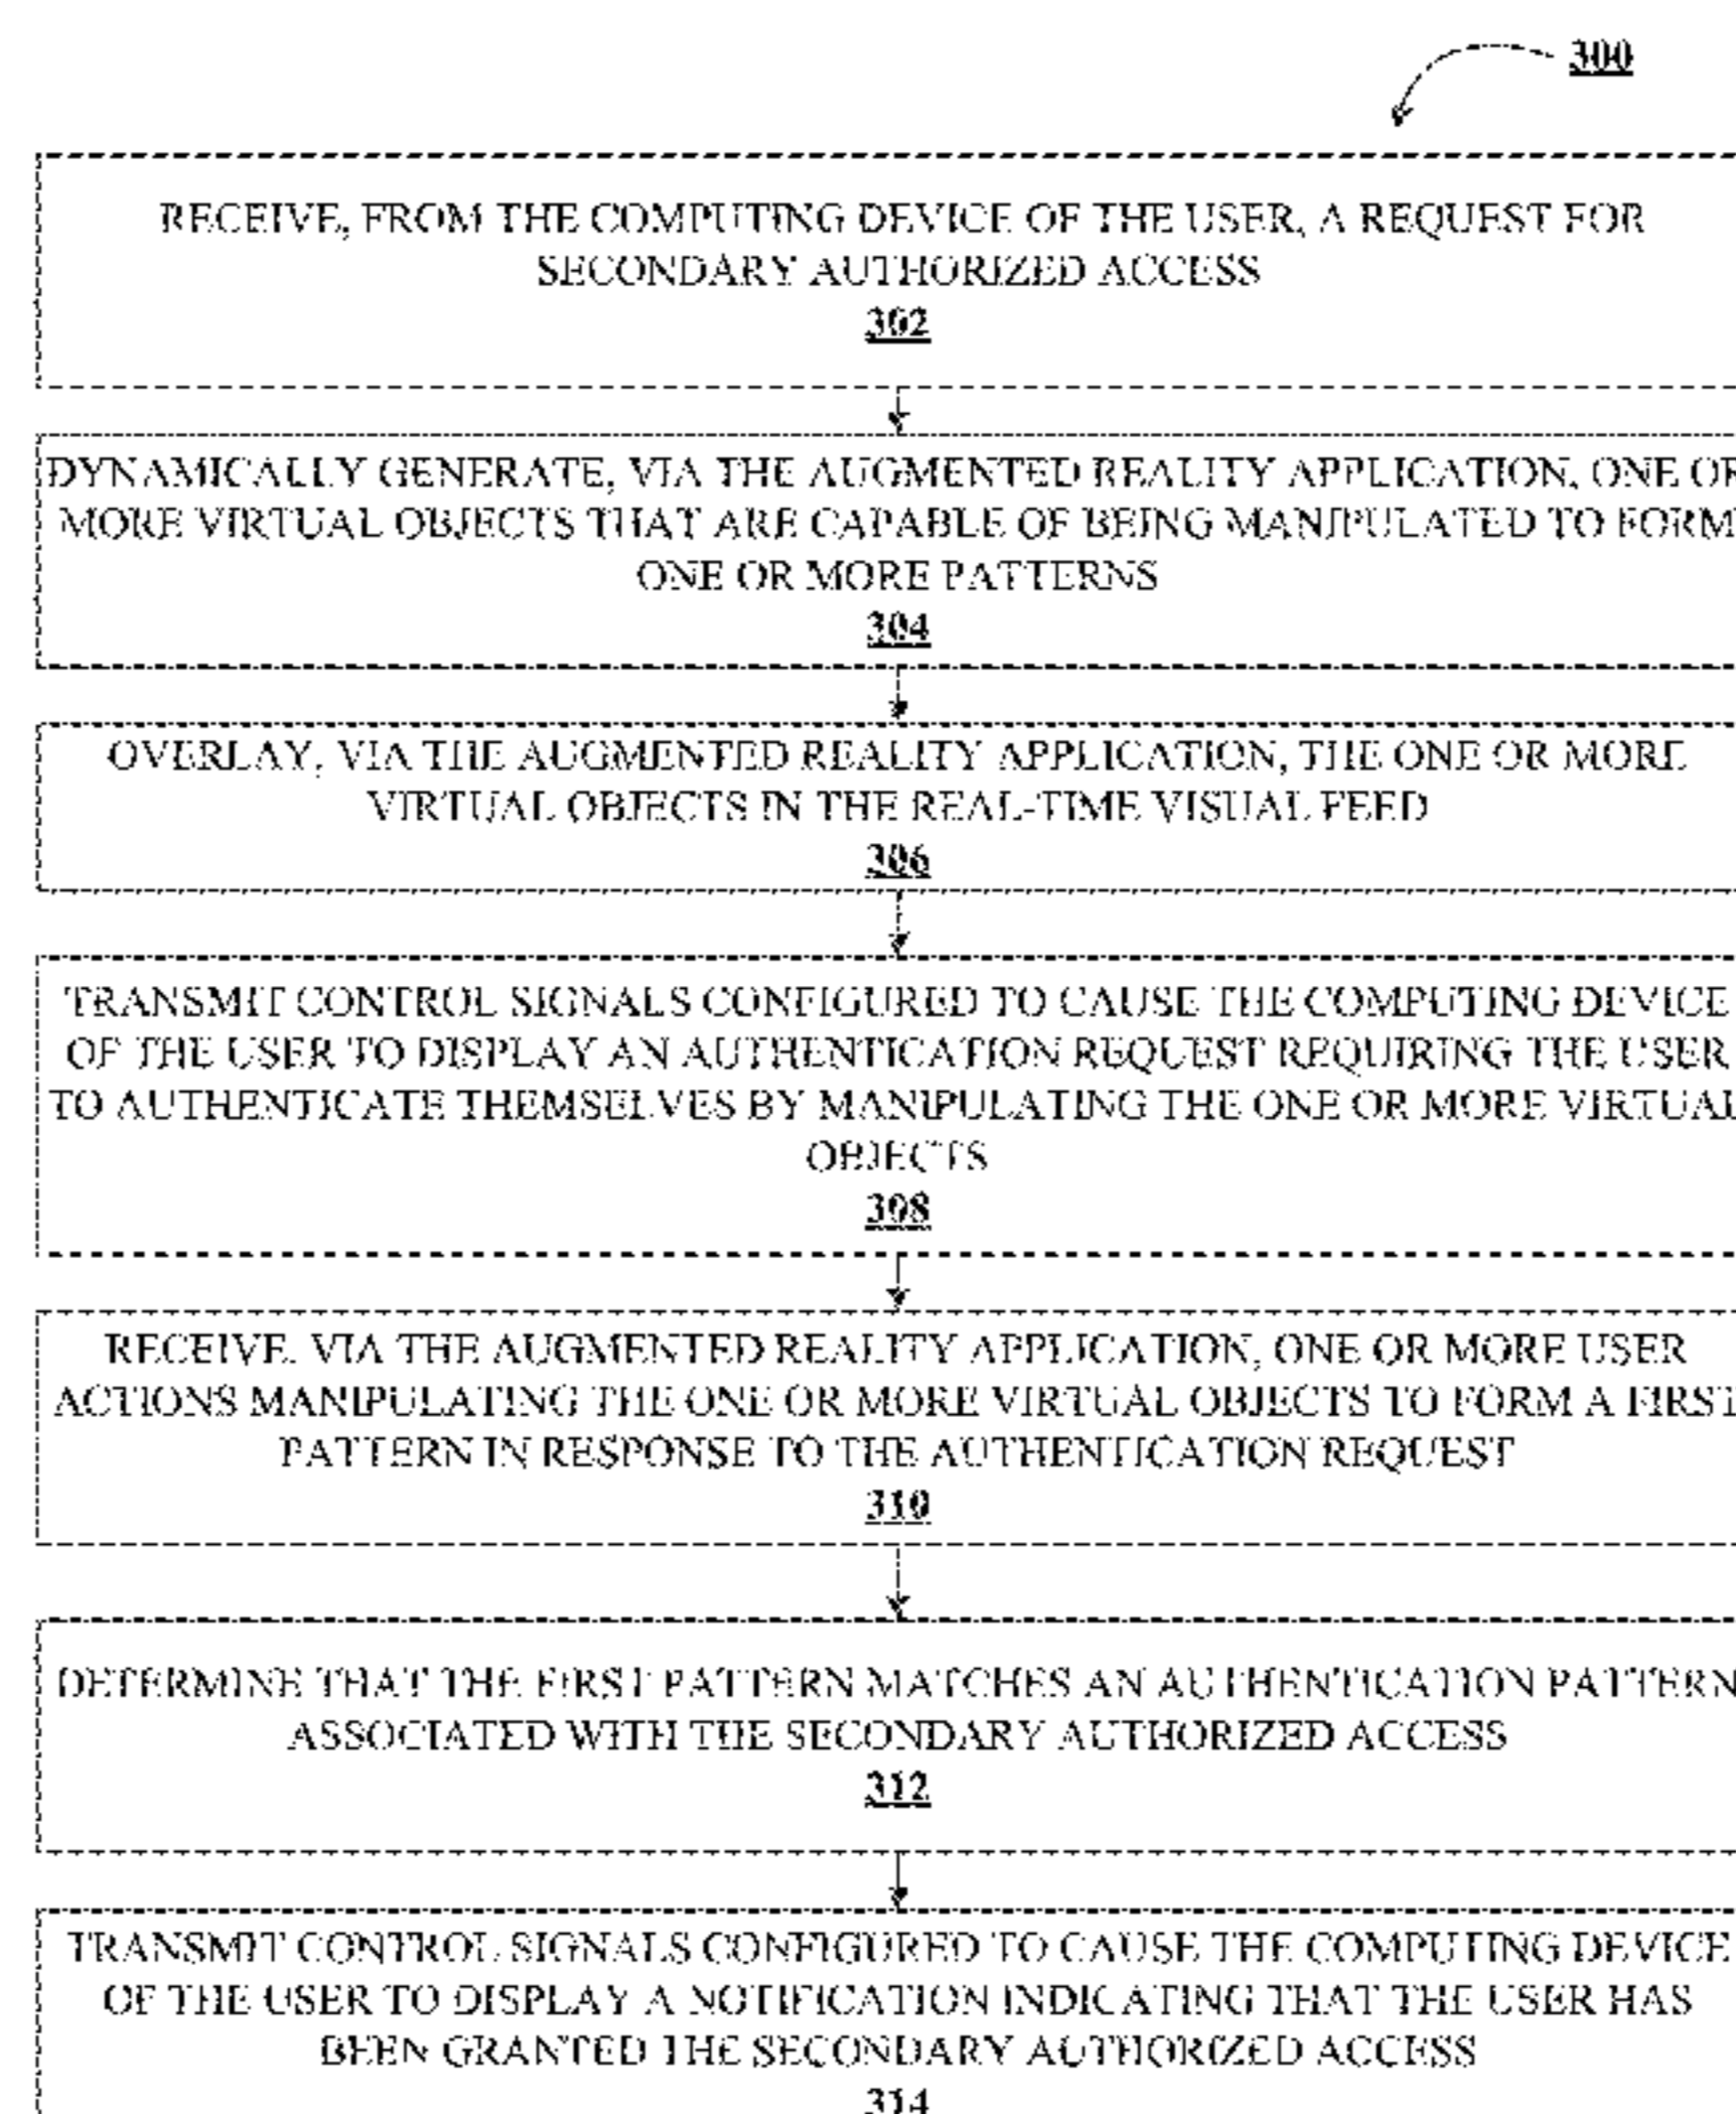 300
RECEIVE, FROM THE COMPUTING DEVICE OF THE USER, A REQUEST FOR
SECONDARY AUTHORIZED ACCESS
302
DYNAMICALLY GENERATE, VIA THE AUGMENTED REALITY APPLICATION, ONE OR
MORE VIRTUAL OBJECTS THAT ARE CAPABLE OF BEING MANIPULATED TO FORM
ONE OR MORE PATTERNS
304
OVERLAY, VIA THE AUGMENTED REALITY APPLICATION, THE ONE OR MORE
VIRTUAL OBJECTS IN THE REAL-TIME VISUAL FEED
306
TRANSMIT CONTROL SIGNALS CONFIGURED TO CAUSE THE COMPUTING DEVICE
OF THE USER TO DISPLAY AN AUTHENTICATION REQUEST REQUIRING THE USER
TO AUTHENTICATE THEMSELVES BY MANIPULATING THE ONE OR MORE VIRTUAL
OBJECTS
308
RECEIVE, VIA THE AUGMENTED REALITY APPLICATION, ONE OR MORE USER
ACTIONS MANIPULATING THE ONE OR MORE VIRTUAL OBJECTS TO FORM A FIRST
PATTERN IN RESPONSE TO THE AUTHENTICATION REQUEST
310
DETERMINE THAT THE FIRST PATTERN MATCHES AN AUTHENTICATION PATTERN
ASSOCIATED WITH THE SECONDARY AUTHORIZED ACCESS
312
TRANSMIT CONTROL SIGNALS CONFIGURED TO CAUSE THE COMPUTING DEVICE
OF THE USER TO DISPLAY A NOTIFICATION INDICATING THAT THE USER HAS
BEEN GRANTED THE SECONDARY AUTHORIZED ACCESS
314